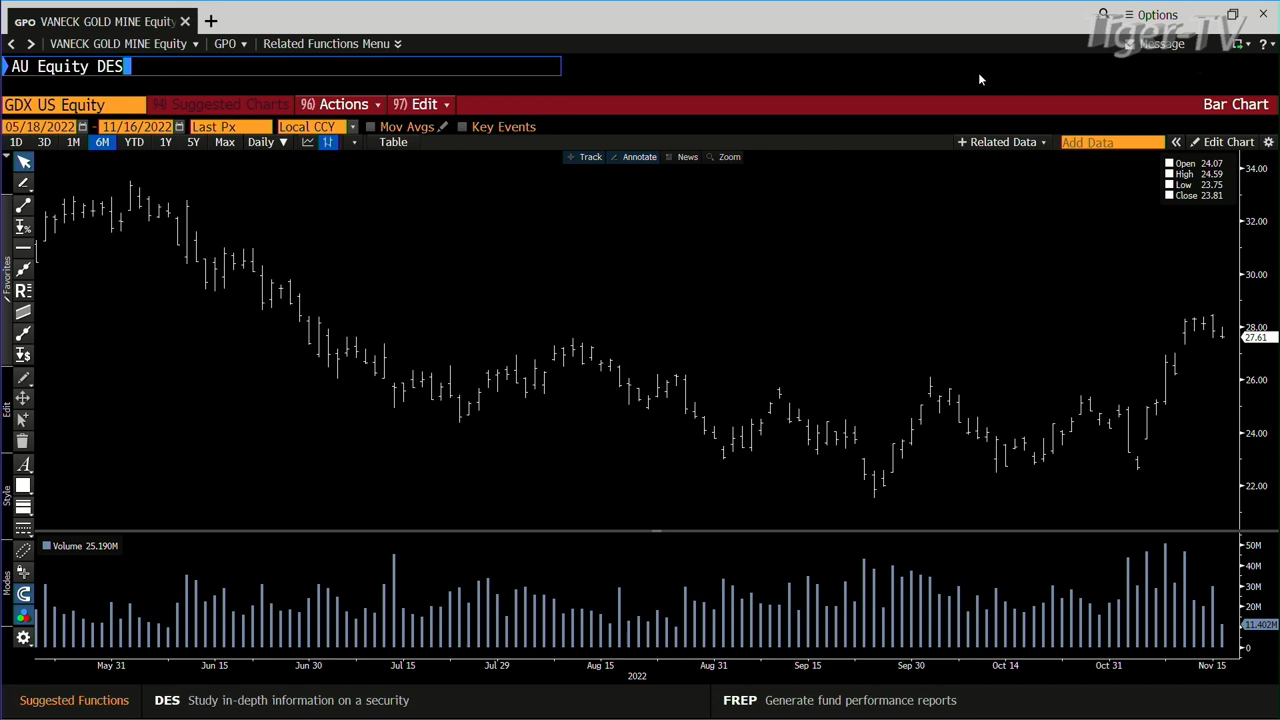 GPO VANECK GOLD MINE Equity
Options
VANECK GOLD MINE Equity GPO Related Functions Menu
Message
Tiger-TV
AU Equity DES
GDX US Equity 94) Suggested Charts 96) Actions 97) Edit Bar Chart
05/18/2022 - 11/16/2022 Last Px Local CCY Mov Avgs Key Events
1D 3D 1M 6M YTD 1Y 5Y Max Daily Table + Related Data Add Data Edit Chart
Track Annotate News Zoom
Open 24.07
High 24.59
Low 23.75
Close 23.81
34.00
32.00
30.00
28.00
27.61
26.00
24.00
22.00
Favorites
Edit
Style
Modes
Volume 25.190M
50M
40M
30M
20M
11.402M
0
May 31 Jun 15 Jun 30 Jul 15 Jul 29 Aug 15 Aug 31 Sep 15 Sep 30 Oct 14 Oct 31 Nov 15
2022
Suggested Functions DES Study in-depth information on a security FREP Generate fund performance reports